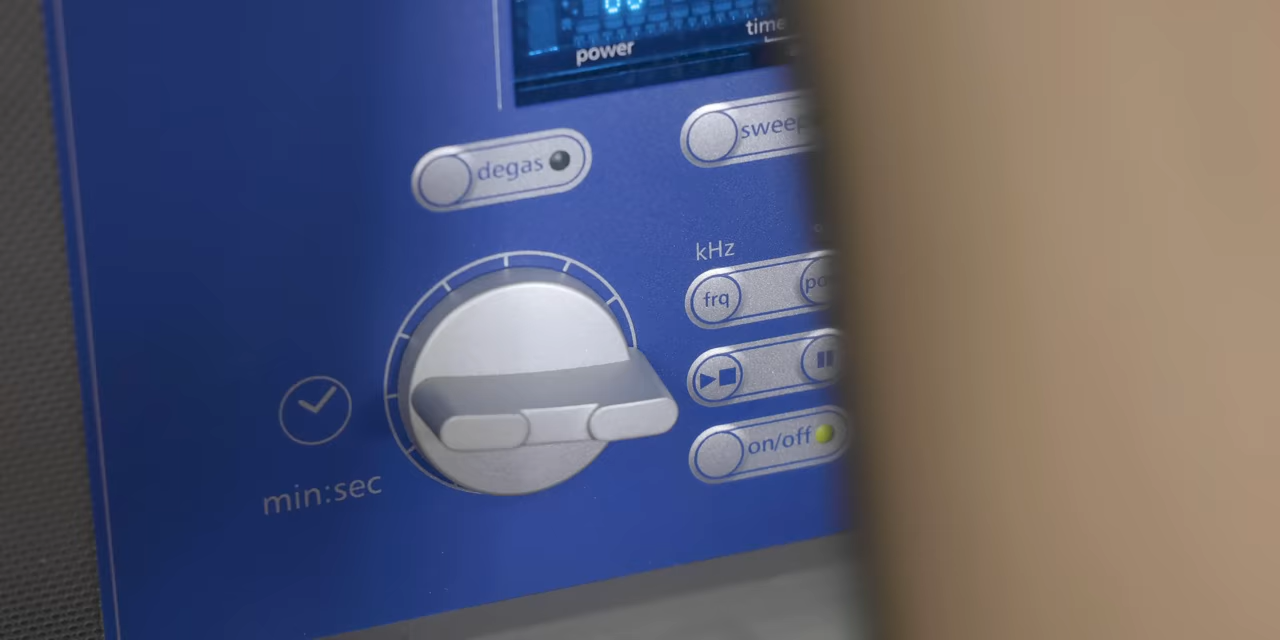 power
time
degas
sweep
kHz
frq
on/off
min:sec